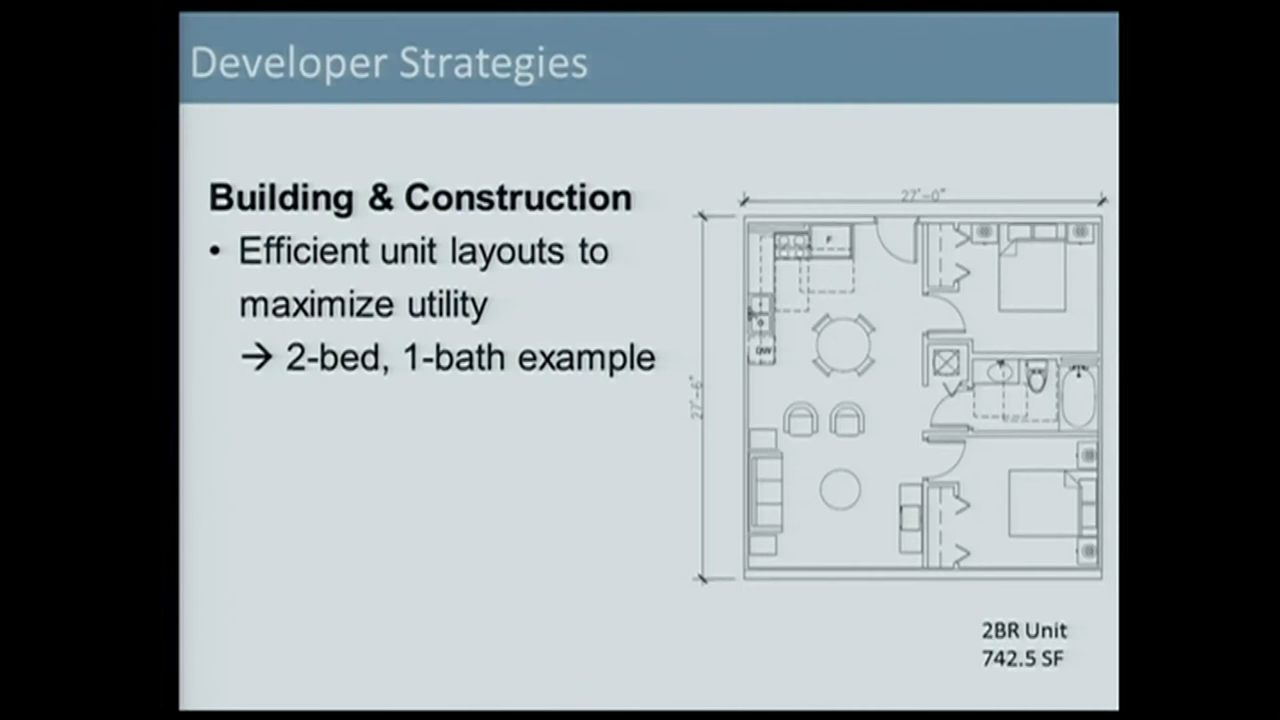 Developer Strategies
Building & Construction
• Efficient unit layouts to
maximize utility
→ 2-bed, 1-bath example
27'-0"
F
DW
27'-6"
2BR Unit
742.5 SF